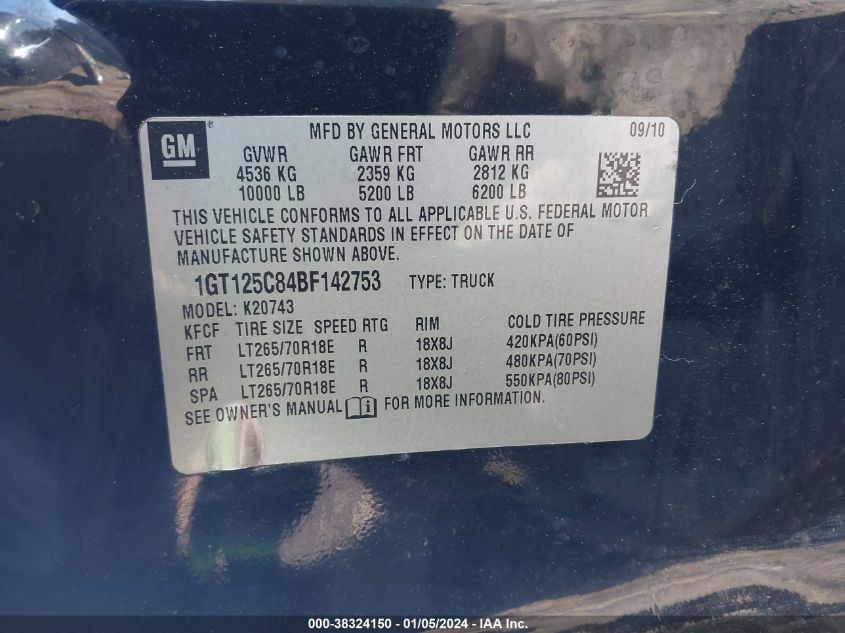 GM ®
MFD BY GENERAL MOTORS LLC 09/10
GVWR GAWR FRT GAWR RR
4536 KG 2359 KG 2812 KG
10000 LB 5200 LB 6200 LB
THIS VEHICLE CONFORMS TO ALL APPLICABLE U.S. FEDERAL MOTOR
VEHICLE SAFETY STANDARDS IN EFFECT ON THE DATE OF
MANUFACTURE SHOWN ABOVE.
1GT125C84BF142753 TYPE: TRUCK
MODEL: K20743
KFCF TIRE SIZE SPEED RTG RIM COLD TIRE PRESSURE
FRT LT265/70R18E R 18X8J 420KPA(60PSI)
RR LT265/70R18E R 18X8J 480KPA(70PSI)
SPA LT265/70R18E R 18X8J 550KPA(80PSI)
SEE OWNER'S MANUAL i FOR MORE INFORMATION.
000-38324150 - 01/05/2024 - IAA Inc.